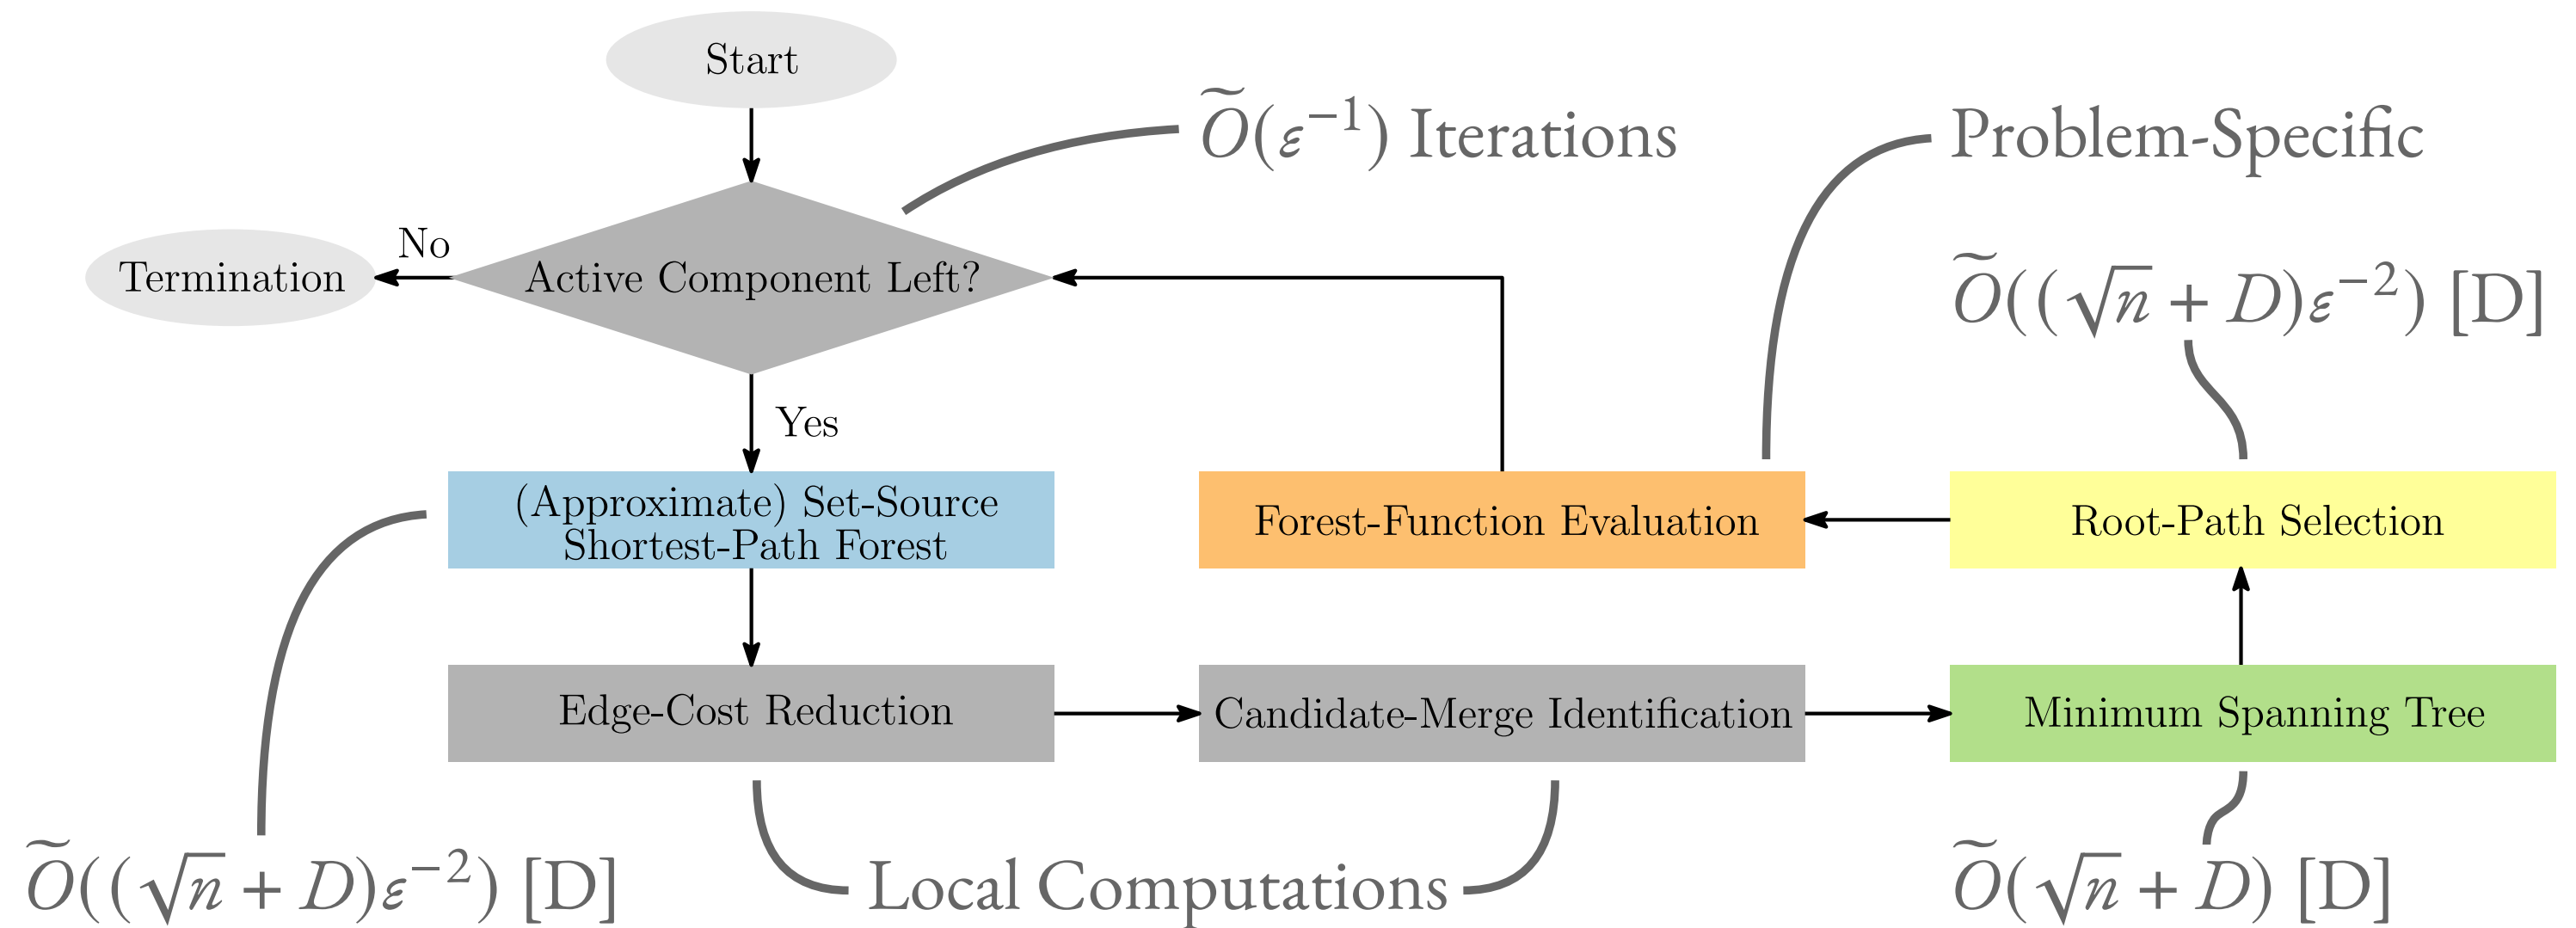 Start
Õ(ε⁻¹) Iterations
Problem-Specific
No
Termination
Active Component Left?
Õ((√n + D)ε⁻²) [D]
Yes
(Approximate) Set-Source
Shortest-Path Forest
Forest-Function Evaluation
Root-Path Selection
Edge-Cost Reduction
Candidate-Merge Identification
Minimum Spanning Tree
Õ((√n + D)ε⁻²) [D]
Local Computations
Õ(√n + D) [D]